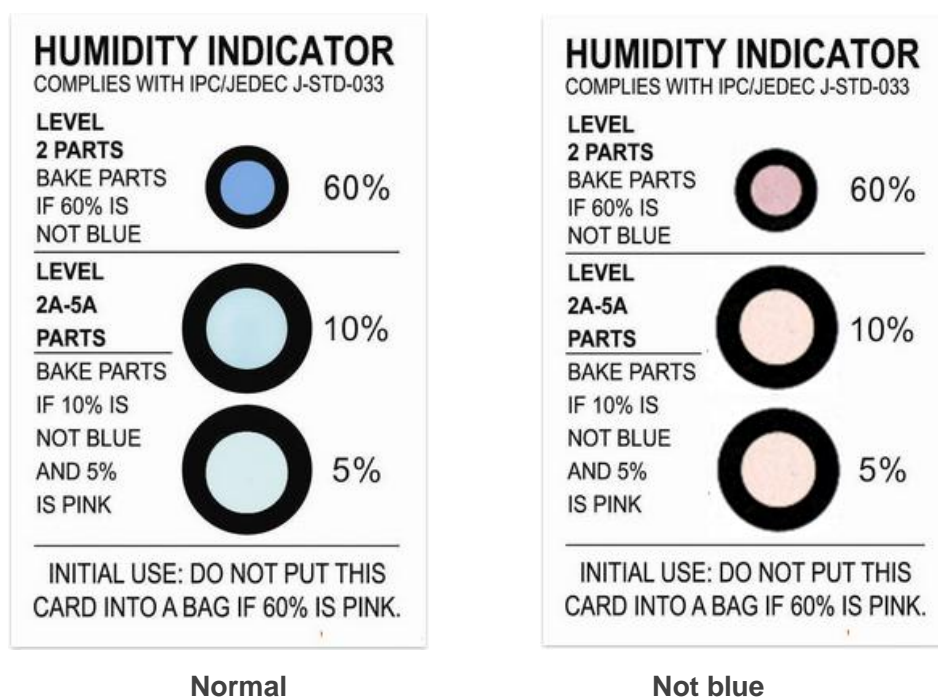 HUMIDITY INDICATOR
COMPLIES WITH IPC/JEDEC J-STD-033
LEVEL
2 PARTS
BAKE PARTS
IF 60% IS
NOT BLUE
60%
LEVEL
2A-5A
PARTS
BAKE PARTS
IF 10% IS
NOT BLUE
AND 5%
IS PINK
10%
5%
INITIAL USE: DO NOT PUT THIS
CARD INTO A BAG IF 60% IS PINK.
Normal
HUMIDITY INDICATOR
COMPLIES WITH IPC/JEDEC J-STD-033
LEVEL
2 PARTS
BAKE PARTS
IF 60% IS
NOT BLUE
60%
LEVEL
2A-5A
PARTS
BAKE PARTS
IF 10% IS
NOT BLUE
AND 5%
IS PINK
10%
5%
INITIAL USE: DO NOT PUT THIS
CARD INTO A BAG IF 60% IS PINK.
Not blue